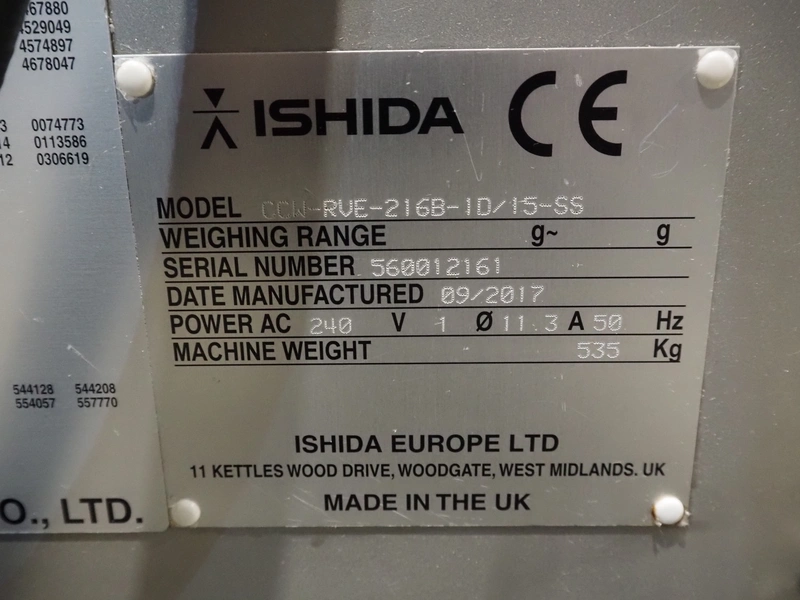 67880
4529049
4574897
4678047
3 0074773
14 0113586
12 0306619
544128 544208
554057 557770
O., LTD.
ISHIDA CE
MODEL CCW-RVE-216B-1D/15-SS
WEIGHING RANGE g~ g
SERIAL NUMBER 560012161
DATE MANUFACTURED 09/2017
POWER AC 240 V 1 Ø 11.3 A 50 Hz
MACHINE WEIGHT 535 Kg
ISHIDA EUROPE LTD
11 KETTLES WOOD DRIVE, WOODGATE, WEST MIDLANDS. UK
MADE IN THE UK